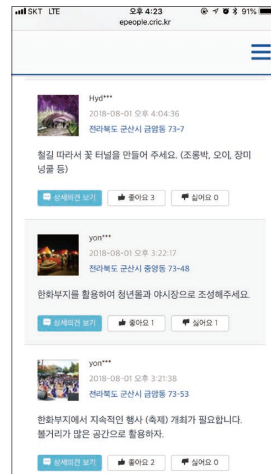 SKT LTE 오후 4:23 91%
epeople.cric.kr
Hyd***
2018-08-01 오후 4:04:36
전라북도 군산시 금암동 73-7
철길 따라서 꽃 터널을 만들어 주세요. (조롱박, 오이, 장미
넝쿨 등)
상세의견 보기 좋아요 3 싫어요 0
yon***
2018-08-01 오후 3:22:17
전라북도 군산시 중앙동 73-48
한화부지를 활용하여 청년몰과 야시장으로 조성해주세요.
상세의견 보기 좋아요 1 싫어요 1
yon***
2018-08-01 오후 3:21:38
전라북도 군산시 금암동 73-53
한화부지에서 지속적인 행사 (축제) 개최가 필요합니다.
볼거리가 많은 공간으로 활용하자.
상세의견 보기 좋아요 2 싫어요 0